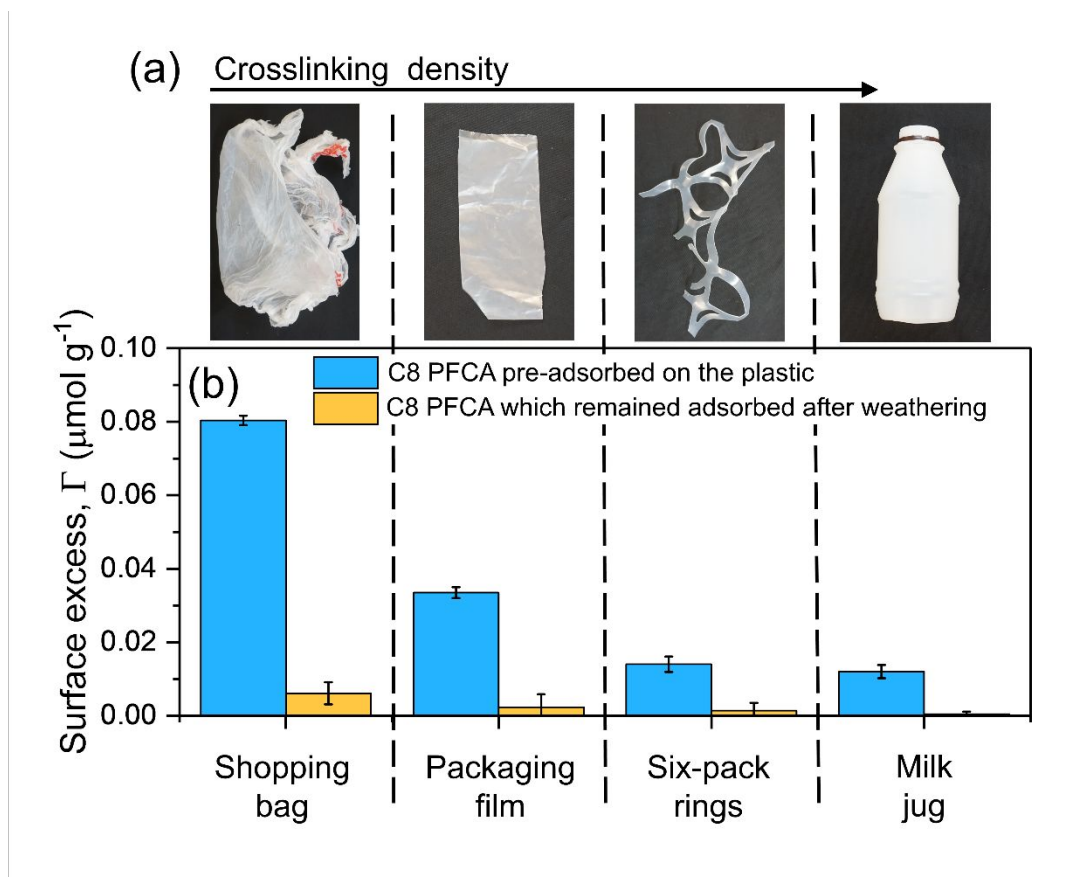 (a) Crosslinking density
(b)
C8 PFCA pre-adsorbed on the plastic
C8 PFCA which remained adsorbed after weathering
Surface excess, Γ (μmol g⁻¹)
0.10
0.08
0.06
0.04
0.02
0.00
Shopping
bag
Packaging
film
Six-pack
rings
Milk
jug